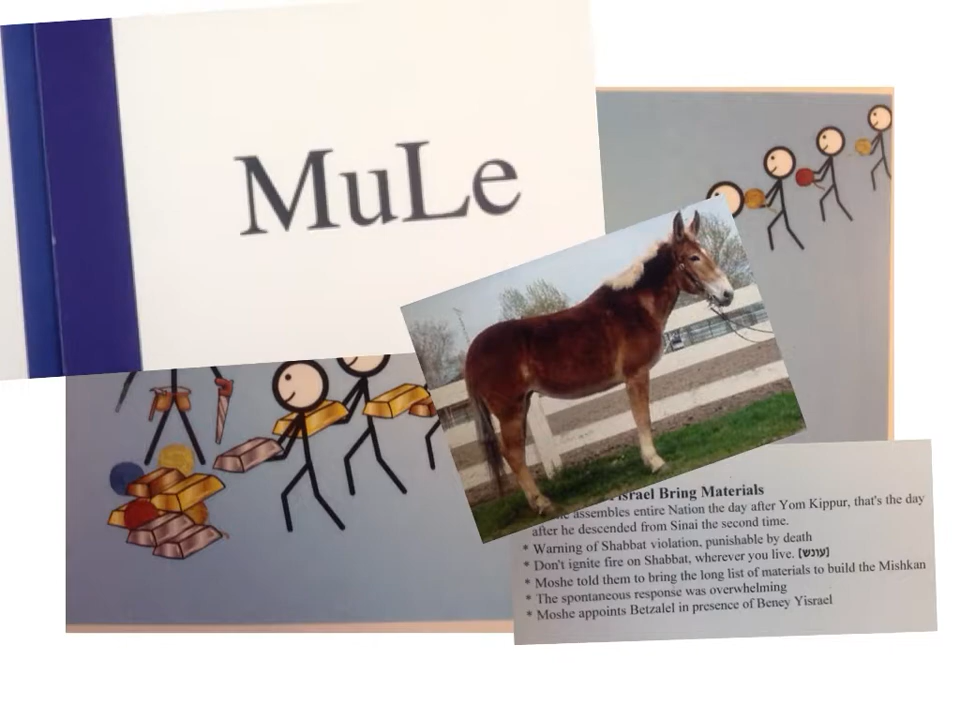 MuLe
Israel Bring Materials
assembles entire Nation the day after Yom Kippur, that's the day
after he descended from Sinai the second time.
* Warning of Shabbat violation, punishable by death
* Don't ignite fire on Shabbat, wherever you live. [עונש]
* Moshe told them to bring the long list of materials to build the Mishkan
* The spontaneous response was overwhelming
* Moshe appoints Betzalel in presence of Beney Yisrael